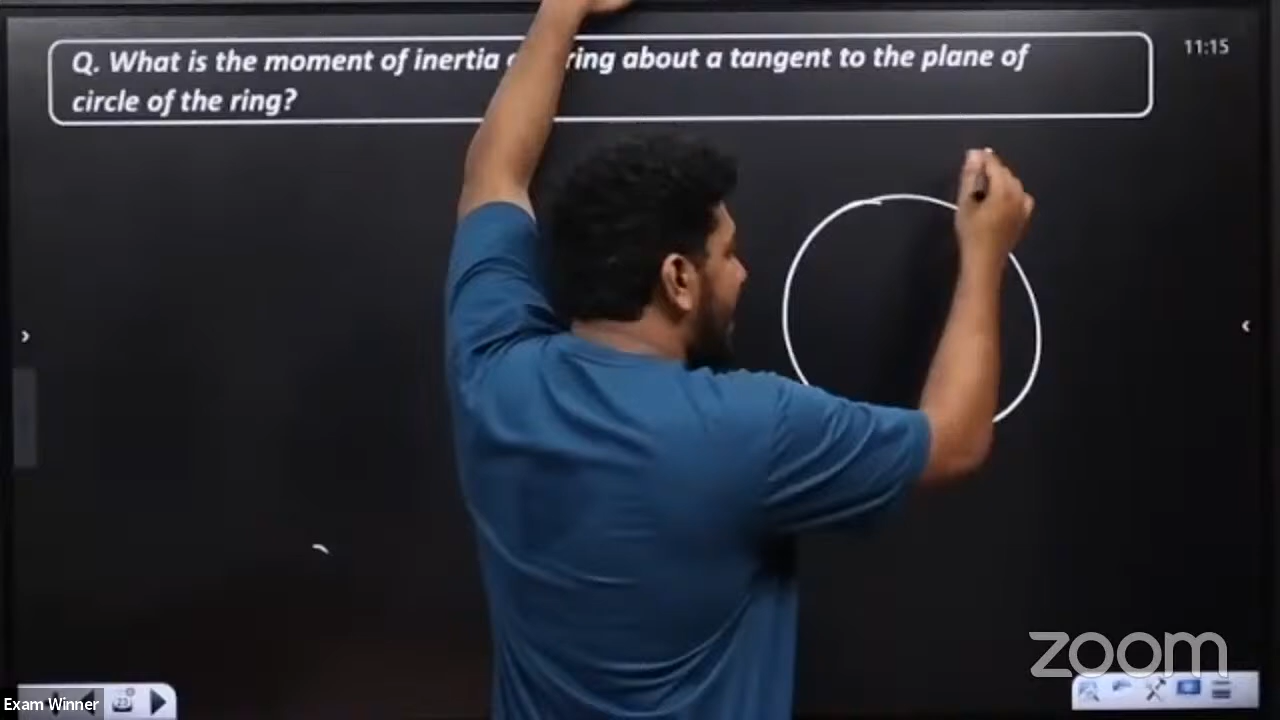 Q. What is the moment of inertia ring about a tangent to the plane of
circle of the ring?
11:15
zoom
23
Exam Winner